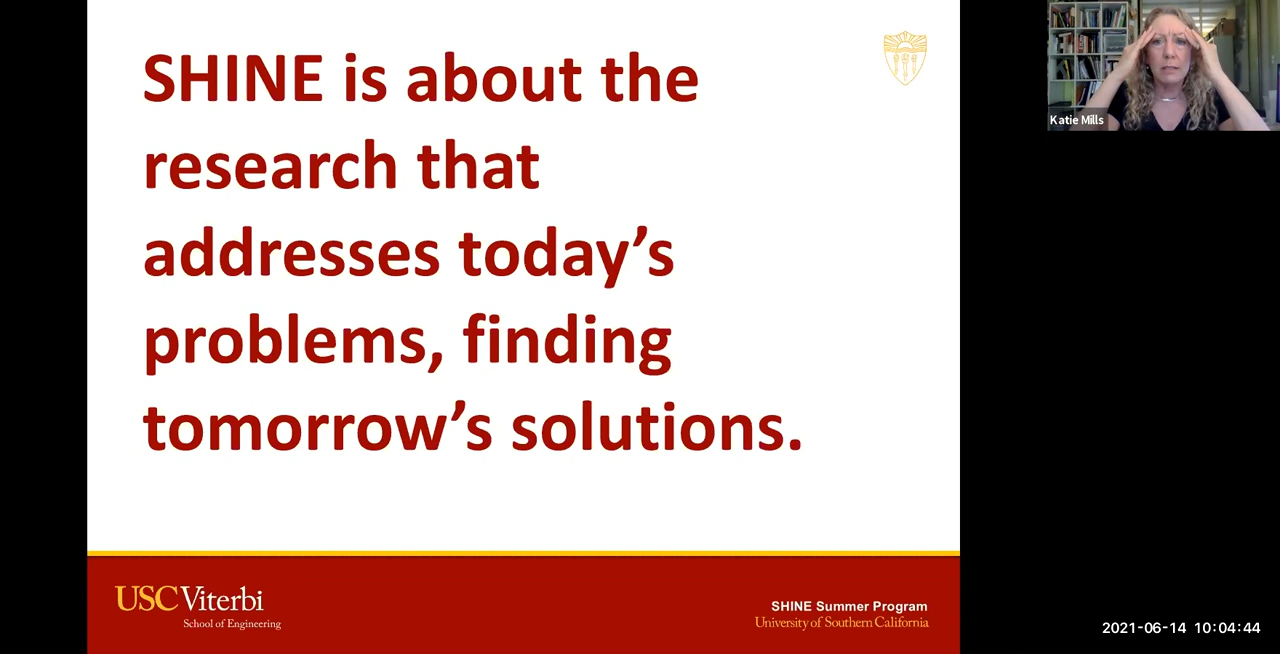 SHINE is about the
research that
addresses today’s
problems, finding
tomorrow’s solutions.
Katie Mills
USC Viterbi
School of Engineering
SHINE Summer Program
University of Southern California
2021-06-14 10:04:44